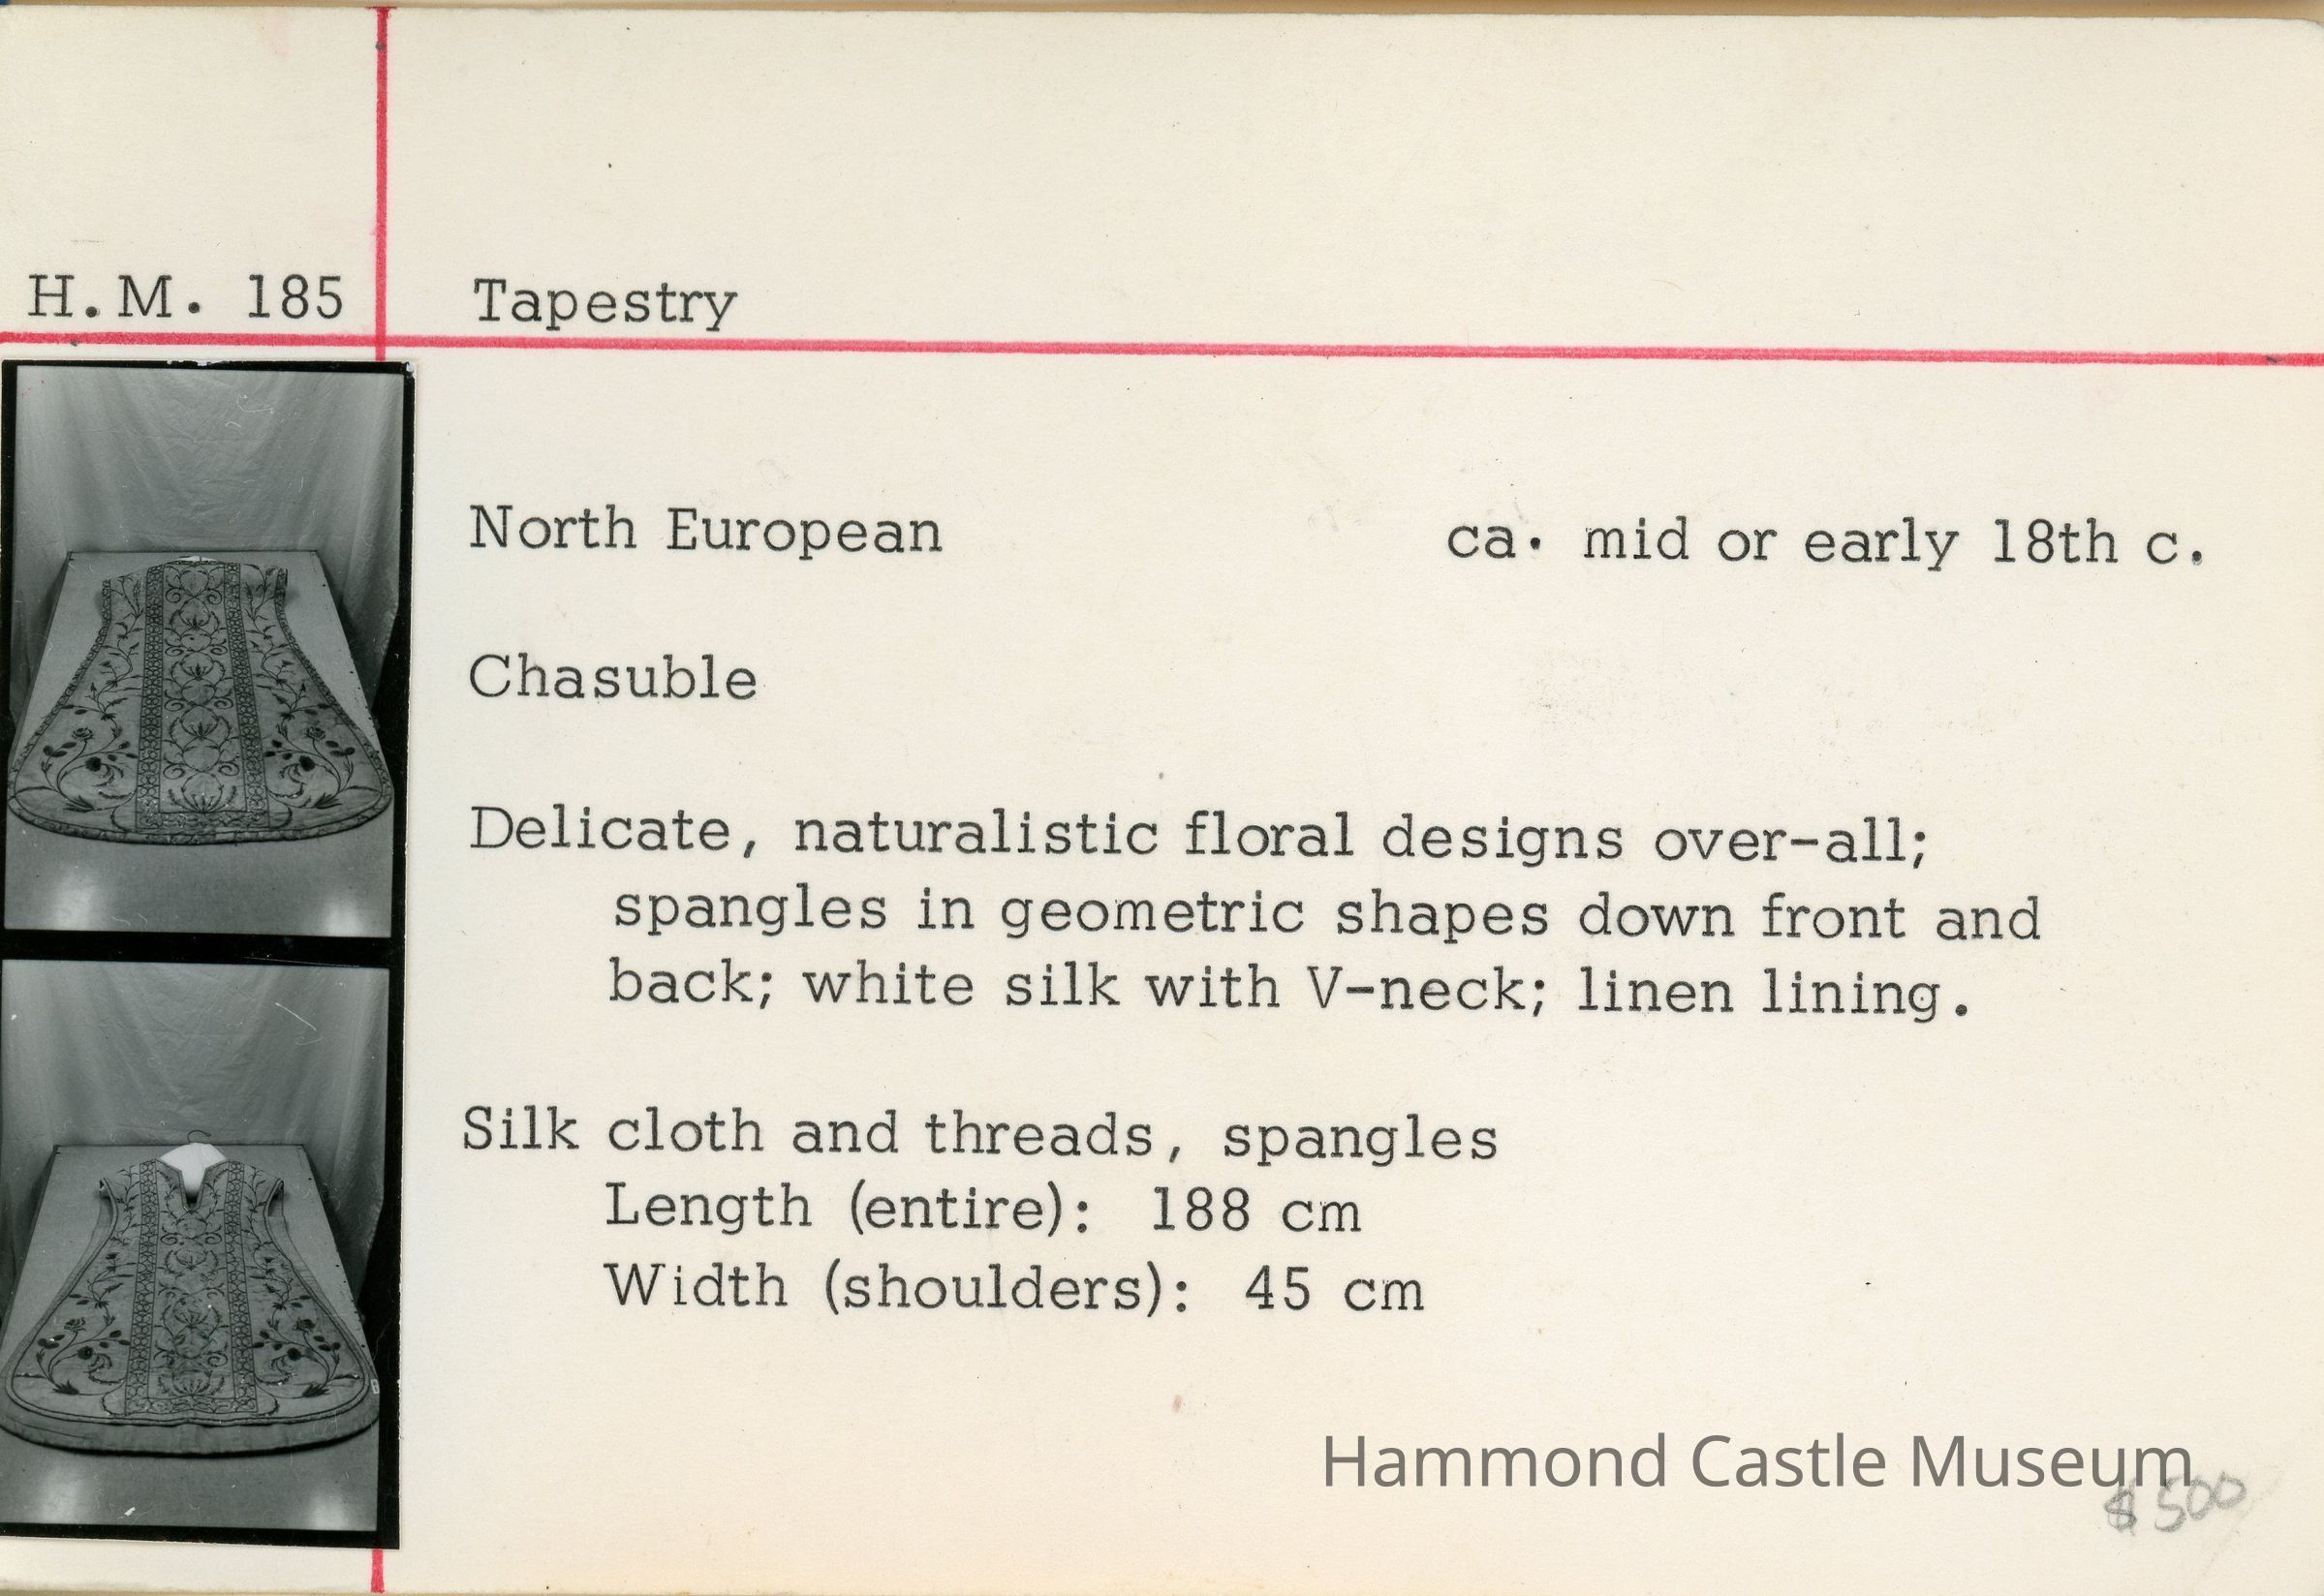 H.M. 185 Tapestry
North European ca. mid or early 18th c.
Chasuble
Delicate, naturalistic floral designs over-all;
spangles in geometric shapes down front and
back; white silk with V-neck; linen lining.
Silk cloth and threads, spangles
Length (entire): 188 cm
Width (shoulders): 45 cm
Hammond Castle Museum
$500